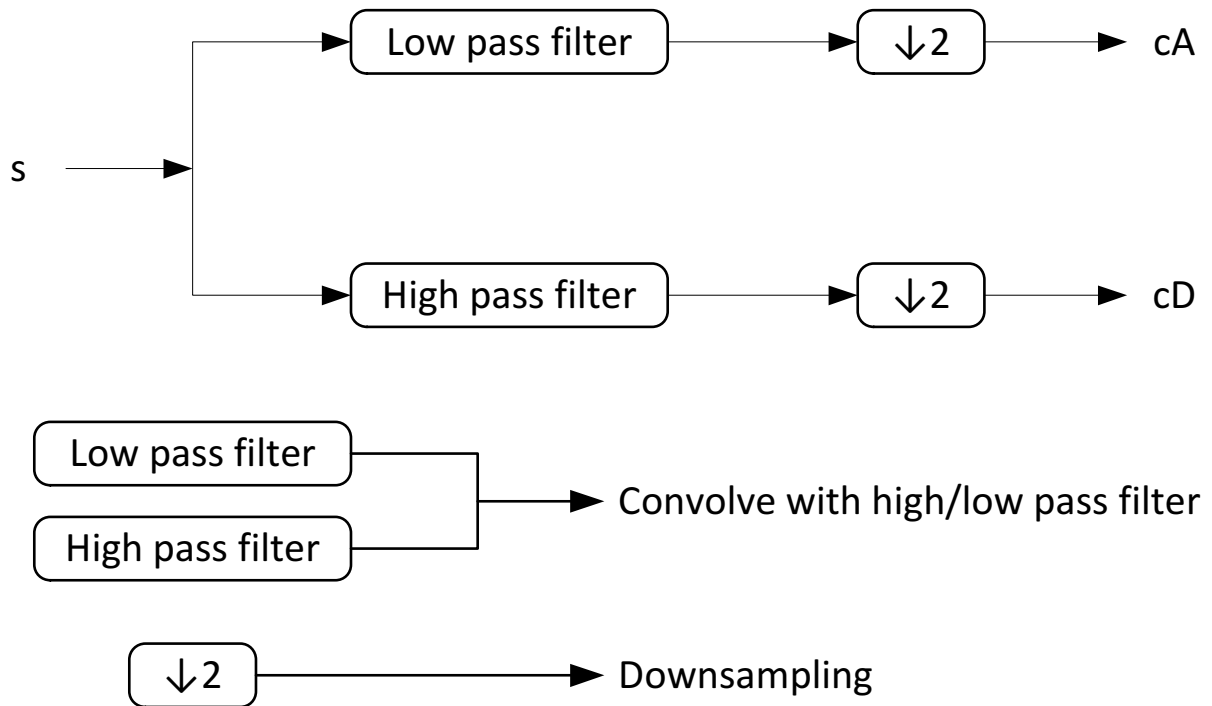 Low pass filter ↓2 cA
s
High pass filter ↓2 cD
Low pass filter
Convolve with high/low pass filter
High pass filter
↓2 Downsampling